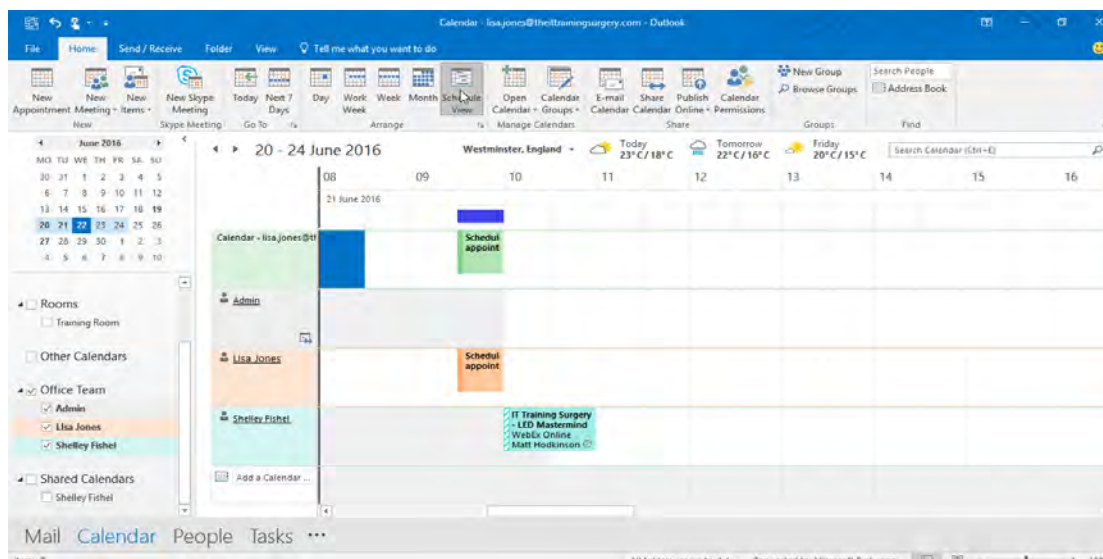 Calendar - lisa.jones@theittrainingsurgery.com - Outlook
File Home Send / Receive Folder View Tell me what you want to do
New Appointment
New Meeting
New Items
New Skype Meeting
Today
Next 7 Days
Day
Work Week
Week
Month
Schedule View
Open Calendar
Calendar Groups
E-mail Calendar
Share Calendar
Publish Online
Calendar Permissions
New Group
Browse Groups
Search People
Address Book
New Skype Meeting Go To Arrange Manage Calendars Share Groups Find
June 2016
MO TU WE TH FR SA SU
30 31 1 2 3 4 5
6 7 8 9 10 11 12
13 14 15 16 17 18 19
20 21 22 23 24 25 26
27 28 29 30 1 2 3
4 5 6 7 8 9 10
Rooms
Training Room
Other Calendars
Office Team
Admin
Lisa Jones
Shelley Fishel
Shared Calendars
Shelley Fishel
20 - 24 June 2016
Westminster, England
Today
23°C/18°C
Tomorrow
22°C/16°C
Friday
20°C/15°C
Search Calendar (Ctrl+E)
08 09 10 11 12 13 14 15 16
21 June 2016
Calendar - lisa.jones@th
Schedul
appoint
Admin
Lisa Jones
Schedul
appoint
Shelley Fishel
IT Training Surgery
- LED Mastermind
WebEx Online
Matt Hodkinson
Add a Calendar ...
Mail Calendar People Tasks